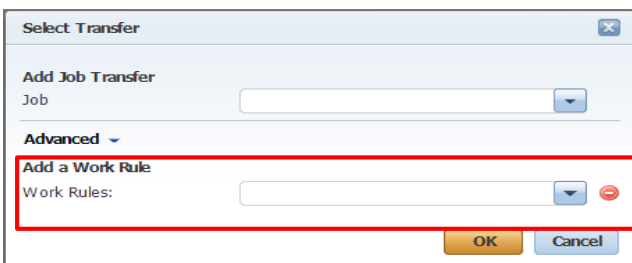 Select Transfer
Add Job Transfer
Job
Advanced
Add a Work Rule
Work Rules:
OK Cancel